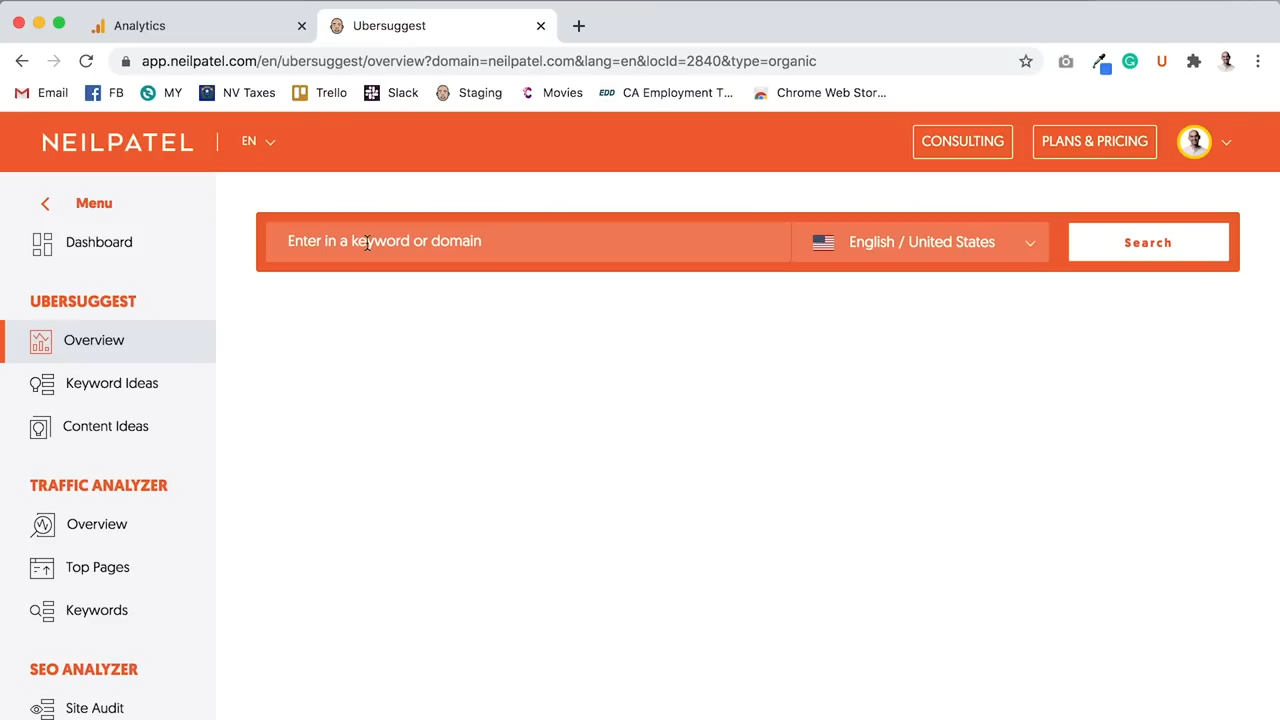 Analytics
Ubersuggest
app.neilpatel.com/en/ubersuggest/overview?domain=neilpatel.com&lang=en&locId=2840&type=organic
Email FB MY NV Taxes Trello Slack Staging Movies EDD CA Employment T... Chrome Web Stor...
NEILPATEL EN CONSULTING PLANS & PRICING
Menu
Dashboard
UBERSUGGEST
Overview
Keyword Ideas
Content Ideas
TRAFFIC ANALYZER
Overview
Top Pages
Keywords
SEO ANALYZER
Site Audit
Enter in a keyword or domain English / United States Search